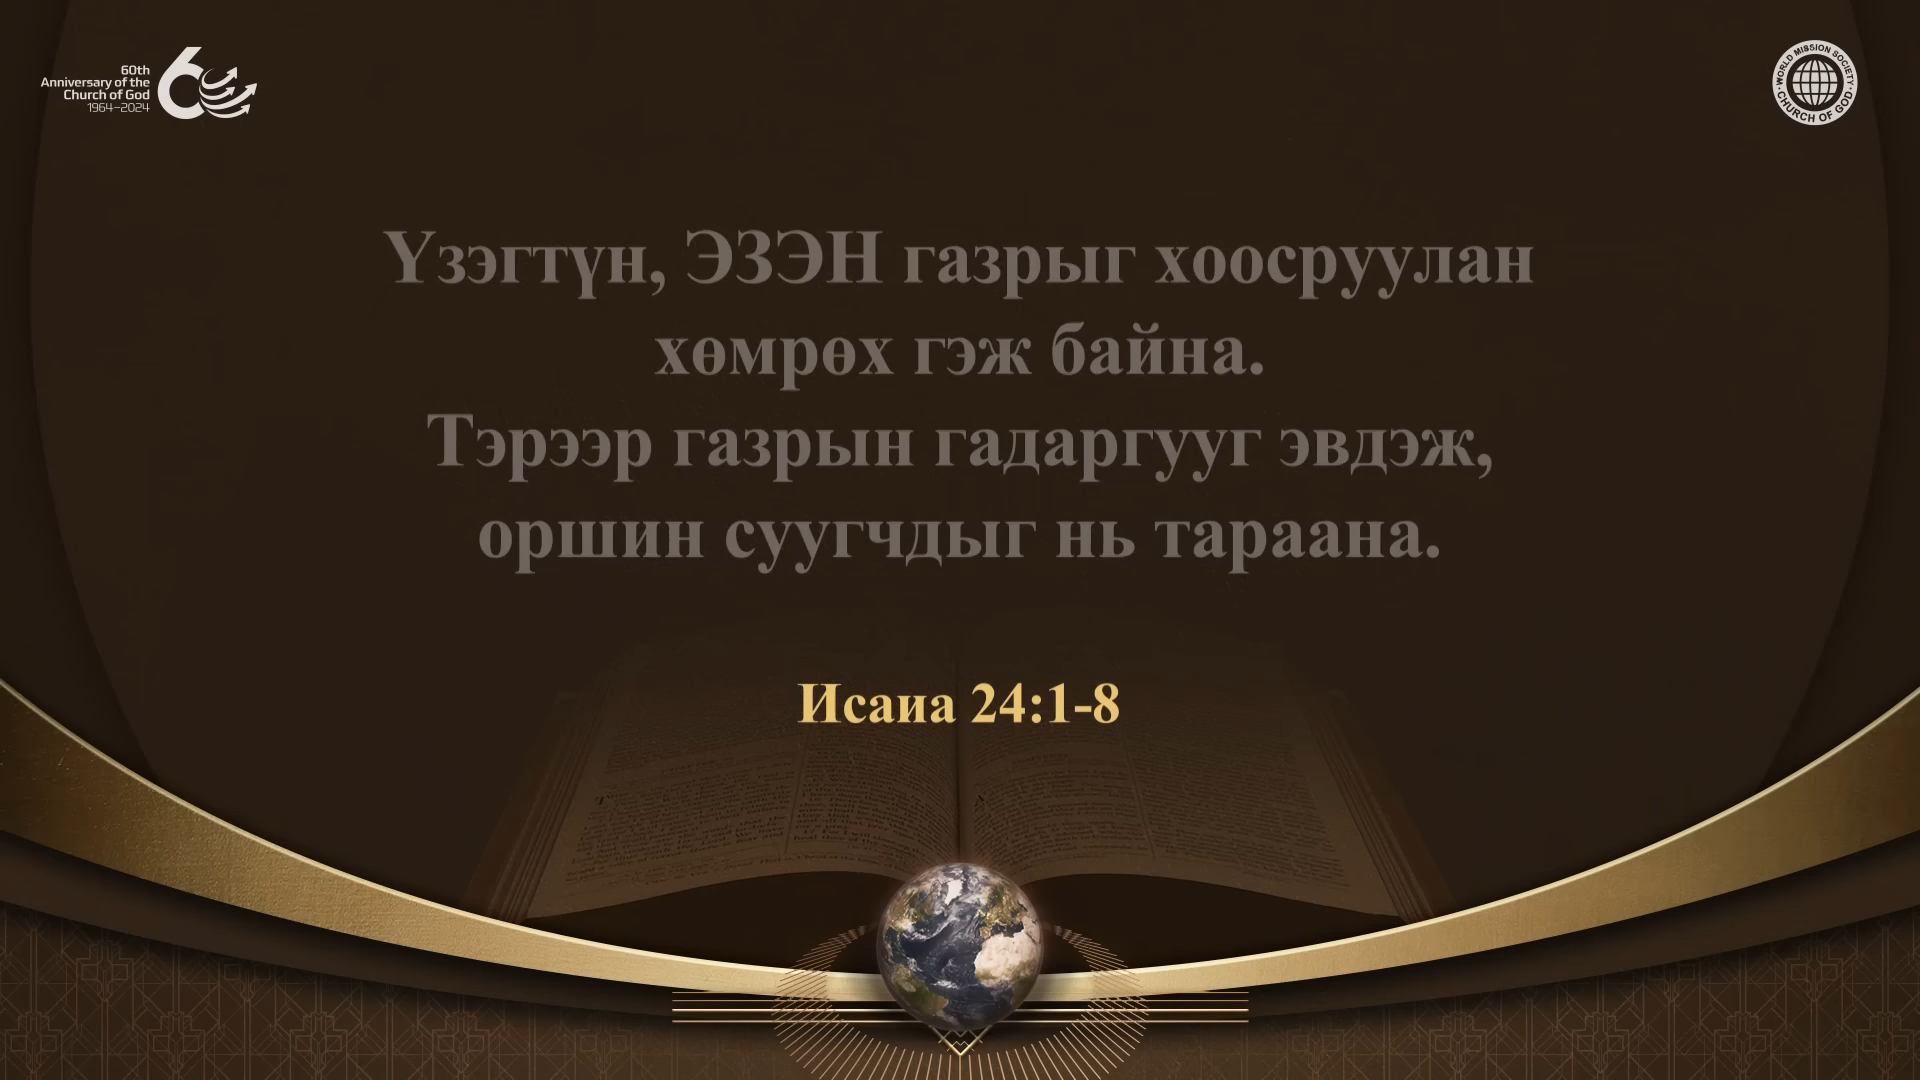 60th
Anniversary of the
Church of God
1964–2024
WORLD MISSION SOCIETY
CHURCH OF GOD
Үзэгтүн, ЭЗЭН газрыг хоосруулан
хөмрөх гэж байна.
Тэрээр газрын гадаргууг эвдэж,
оршин суугчдыг нь тараана.
Исаиа 24:1-8